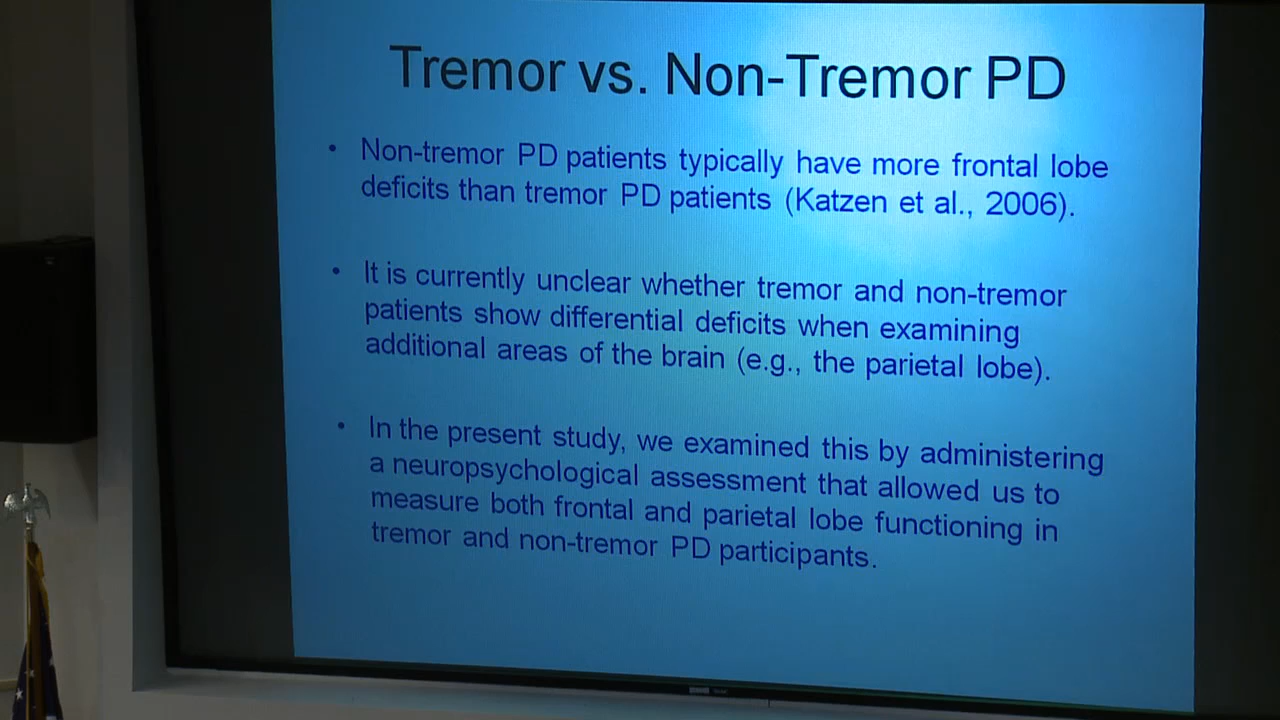 Tremor vs. Non-Tremor PD
• Non-tremor PD patients typically have more frontal lobe
deficits than tremor PD patients (Katzen et al., 2006).
• It is currently unclear whether tremor and non-tremor
patients show differential deficits when examining
additional areas of the brain (e.g., the parietal lobe).
• In the present study, we examined this by administering
a neuropsychological assessment that allowed us to
measure both frontal and parietal lobe functioning in
tremor and non-tremor PD participants.